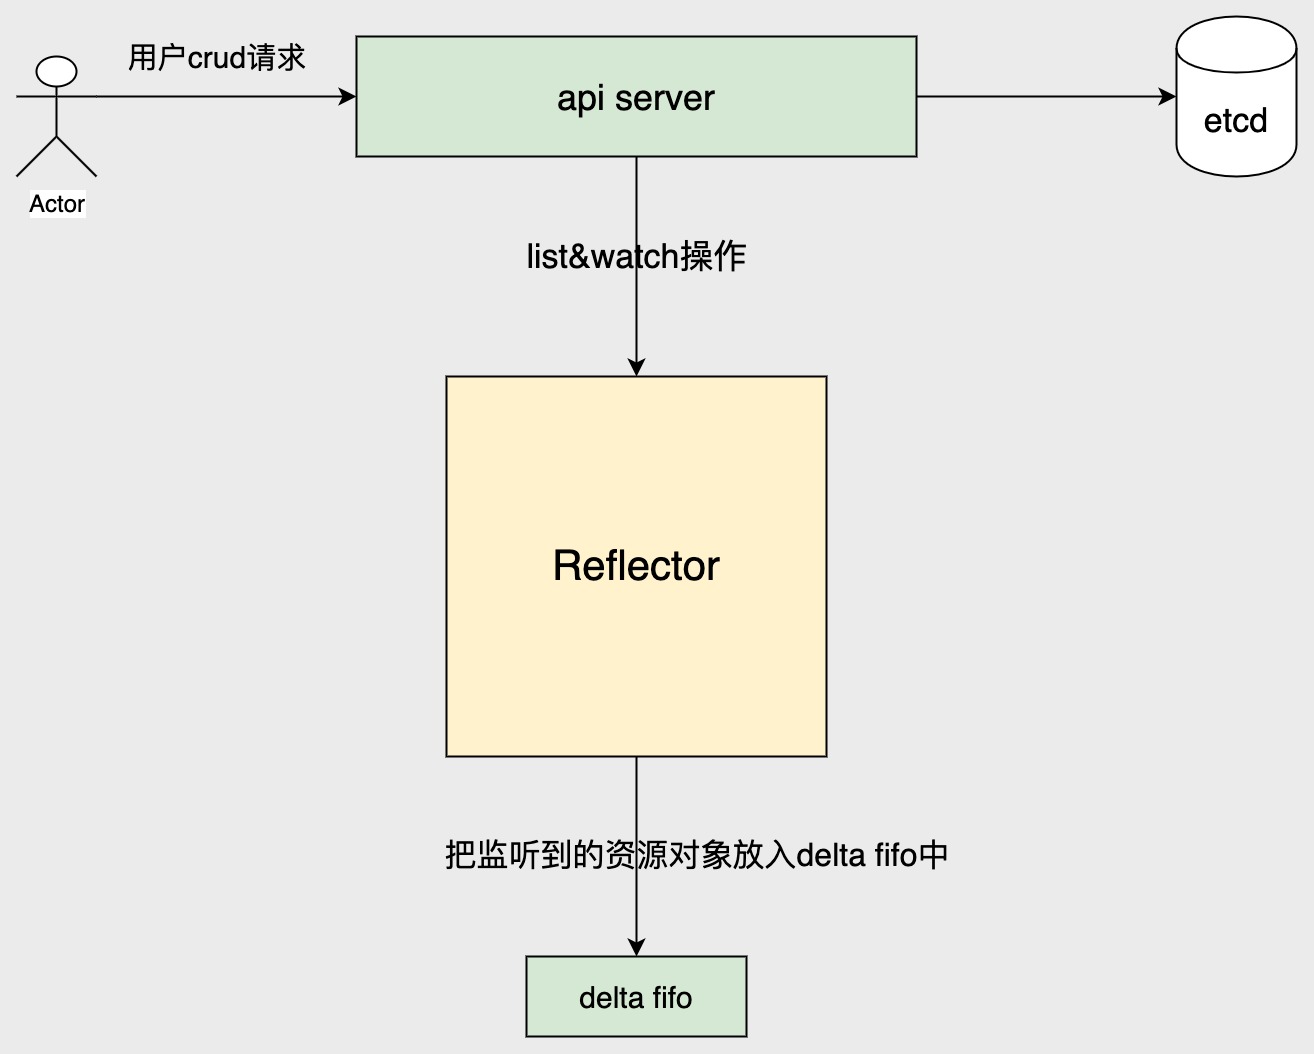 用户crud请求
api server
etcd
Actor
list&watch操作
Reflector
把监听到的资源对象放入delta fifo中
delta fifo